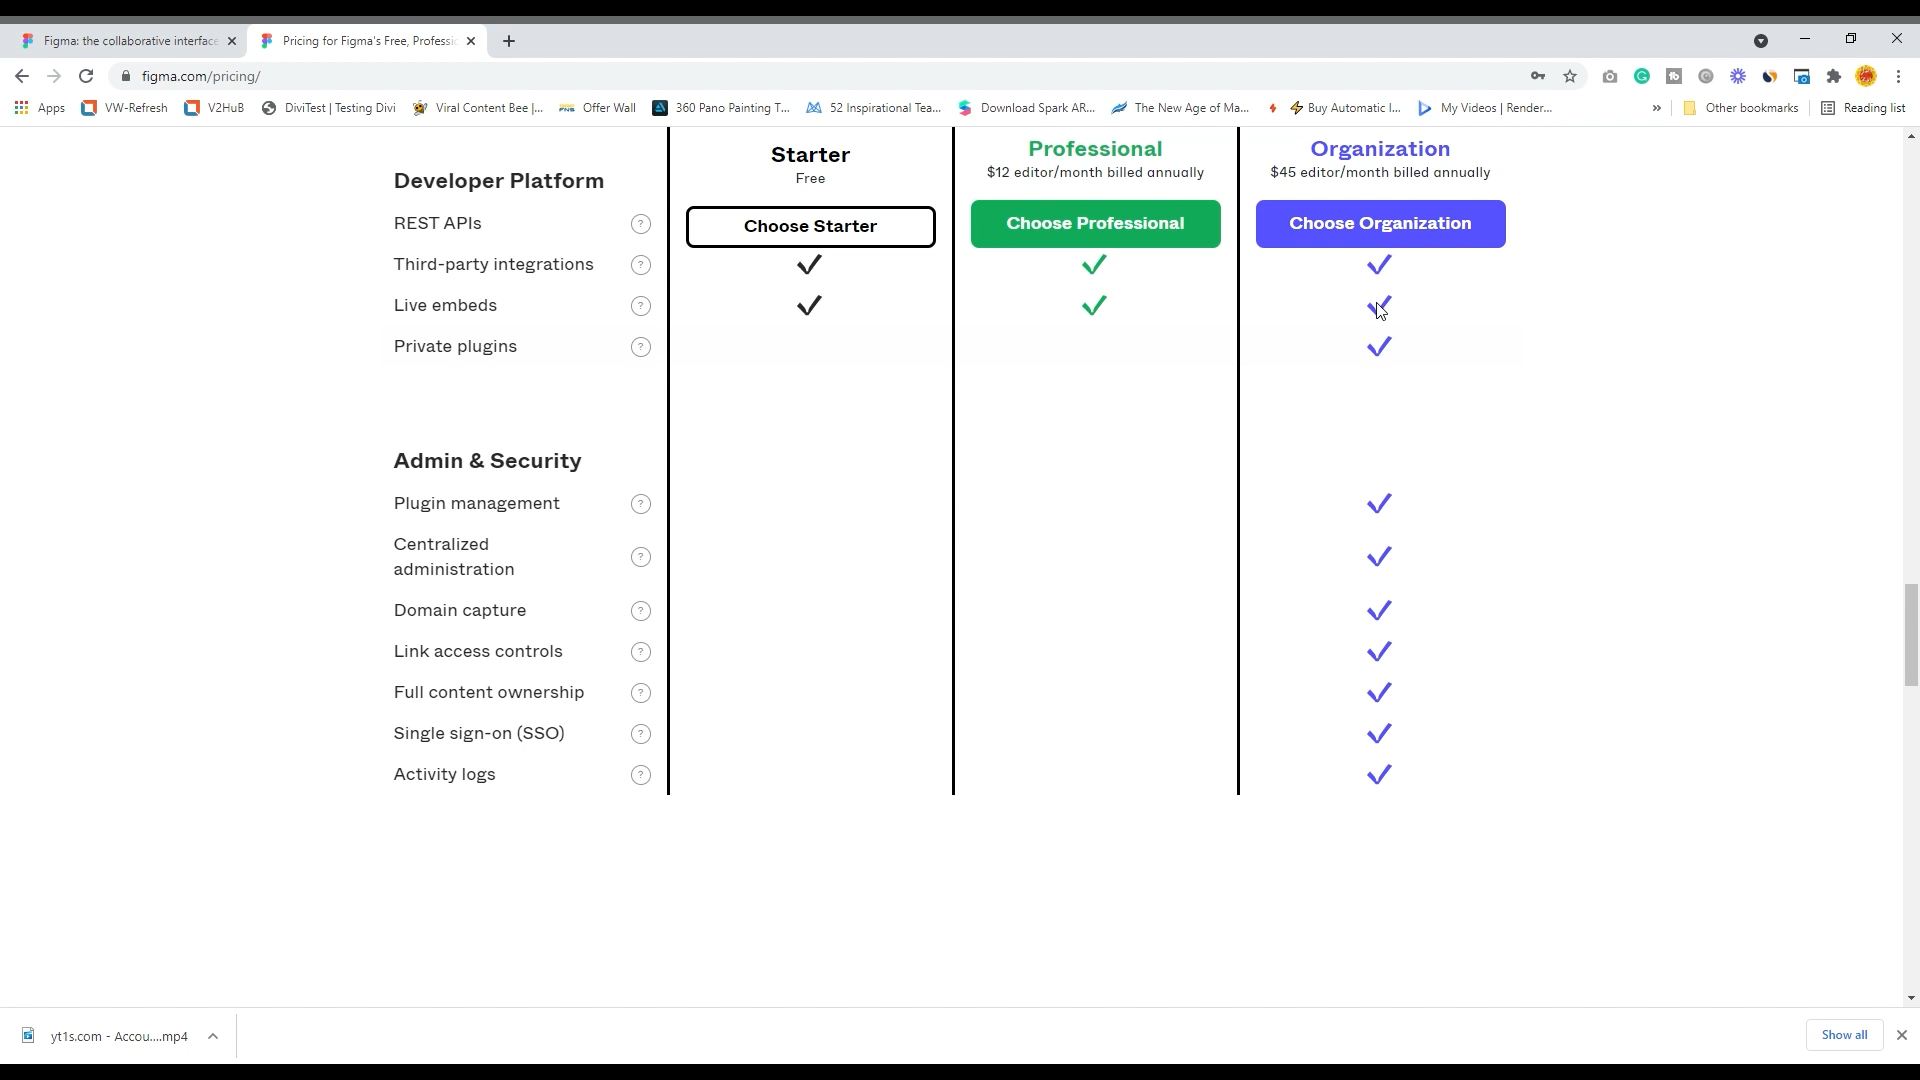 Figma: the collaborative interface
Pricing for Figma's Free, Professio
figma.com/pricing/
Apps
VW-Refresh
V2HuB
DiviTest | Testing Divi
Viral Content Bee |...
Offer Wall
360 Pano Painting T...
52 Inspirational Tea...
Download Spark AR...
The New Age of Ma...
Buy Automatic I...
My Videos | Render...
»
Other bookmarks
Reading list
Developer Platform
Starter
Free
Choose Starter
Professional
$12 editor/month billed annually
Choose Professional
Organization
$45 editor/month billed annually
Choose Organization
REST APIs ?
Third-party integrations ?
Live embeds ?
Private plugins ?
Admin & Security
Plugin management ?
Centralized
administration ?
Domain capture ?
Link access controls ?
Full content ownership ?
Single sign-on (SSO) ?
Activity logs ?
yt1s.com - Accou....mp4
Show all